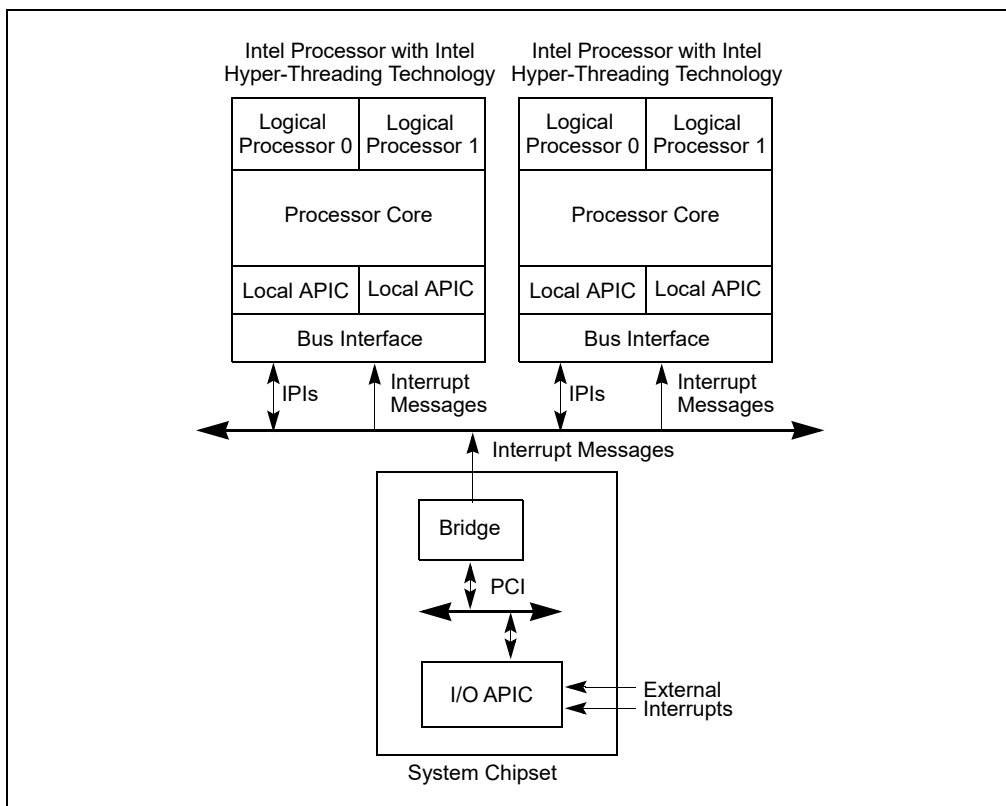 Intel Processor with Intel
Hyper-Threading Technology
Intel Processor with Intel
Hyper-Threading Technology
Logical
Processor 0
Logical
Processor 1
Logical
Processor 0
Logical
Processor 1
Processor Core
Processor Core
Local APIC
Local APIC
Local APIC
Local APIC
Bus Interface
Bus Interface
IPIs
Interrupt
Messages
IPIs
Interrupt
Messages
Interrupt Messages
Bridge
PCI
I/O APIC
External
Interrupts
System Chipset